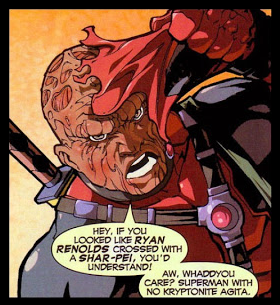 HEY, IF YOU
LOOKED LIKE RYAN
RENOLDS CROSSED WITH
A SHAR-PEI, YOU'D
UNDERSTAND!
AW, WHADDYOU
CARE? SUPERMAN WITH
NO KRYPTONITE AGITA.